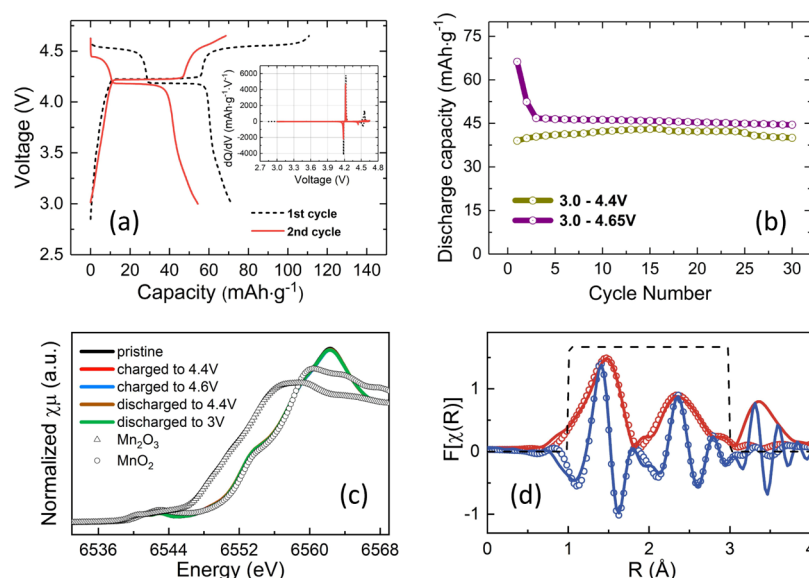 4.5
4.0
3.5
3.0
2.5
Voltage (V)
0 20 40 60 80 100 120 140
Capacity (mAh·g⁻¹)
(a)
1st cycle
2nd cycle
6000
4000
2000
0
-2000
-4000
dQ/dV (mAh·g⁻¹·V⁻¹)
2.7 3.0 3.3 3.6 3.9 4.2 4.5 4.8
Voltage (V)
75
60
45
30
15
0
Discharge capacity (mAh·g⁻¹)
3.0 - 4.4V
3.0 - 4.65V
(b)
0 5 10 15 20 25 30
Cycle Number
Normalized χμ (a.u.)
pristine
charged to 4.4V
charged to 4.6V
discharged to 4.4V
discharged to 3V
Mn₂O₃
MnO₂
(c)
6536 6544 6552 6560 6568
Energy (eV)
1
0
-1
F[χ(R)]
(d)
0 1 2 3 4
R (Å)